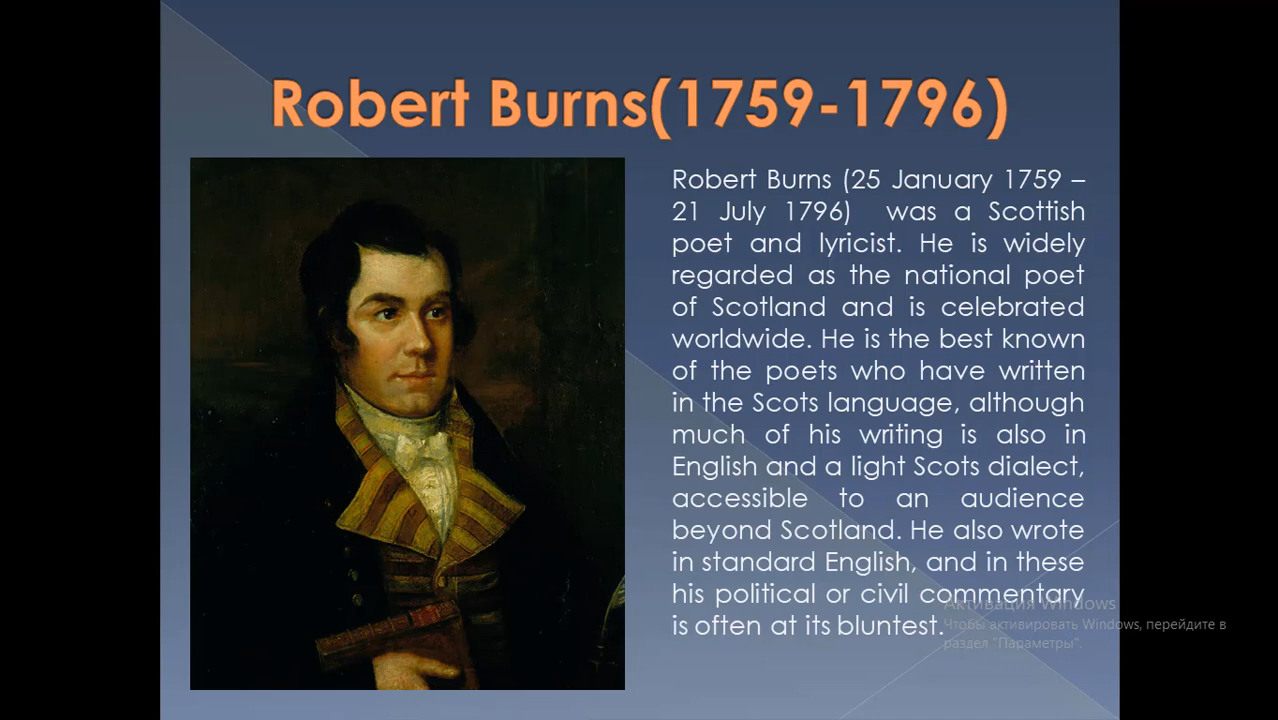 Robert Burns(1759-1796)
Robert Burns (25 January 1759 –
21 July 1796) was a Scottish
poet and lyricist. He is widely
regarded as the national poet
of Scotland and is celebrated
worldwide. He is the best known
of the poets who have written
in the Scots language, although
much of his writing is also in
English and a light Scots dialect,
accessible to an audience
beyond Scotland. He also wrote
in standard English, and in these
his political or civil commentary
is often at its bluntest.
Активация Windows
Чтобы активировать Windows, перейдите в
раздел "Параметры".